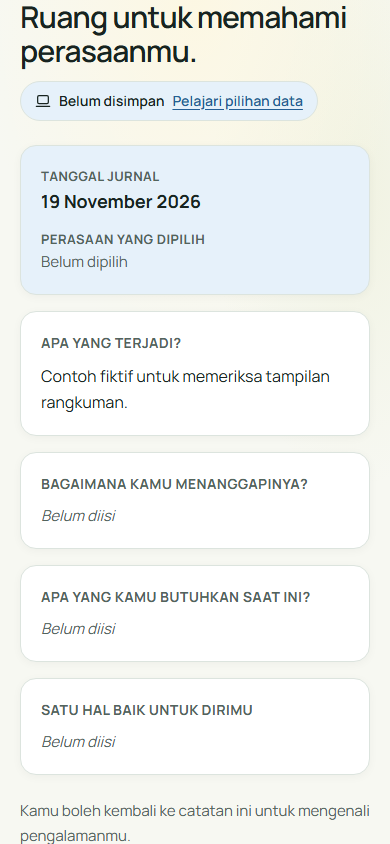 Ruang untuk memahami
perasaanmu.
Belum disimpan Pelajari pilihan data
TANGGAL JURNAL
19 November 2026
PERASAAN YANG DIPILIH
Belum dipilih
APA YANG TERJADI?
Contoh fiktif untuk memeriksa tampilan
rangkuman.
BAGAIMANA KAMU MENANGGAPINYA?
Belum diisi
APA YANG KAMU BUTUHKAN SAAT INI?
Belum diisi
SATU HAL BAIK UNTUK DIRIMU
Belum diisi
Kamu boleh kembali ke catatan ini untuk mengenali
pengalamanmu.